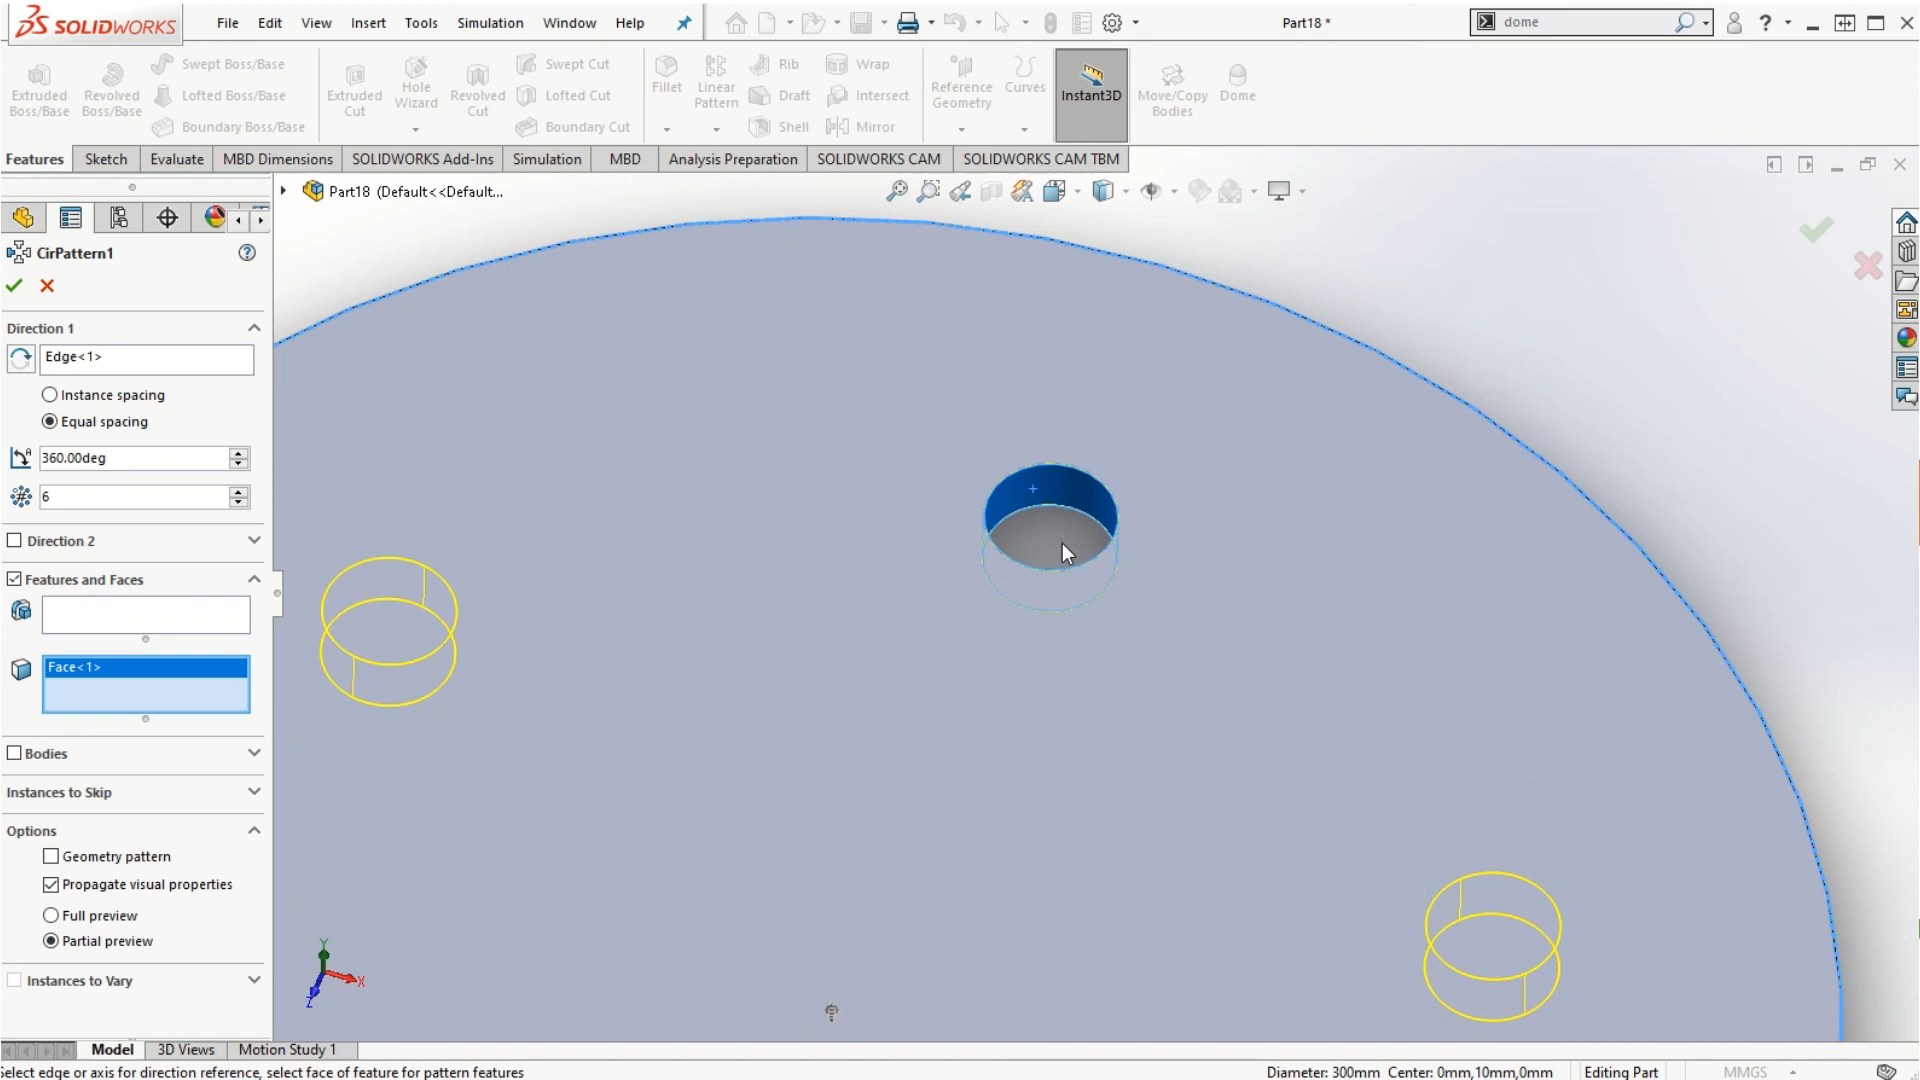 SOLIDWORKS File Edit View Insert Tools Simulation Window Help Part18 * dome
Extruded Boss/Base
Revolved Boss/Base
Swept Boss/Base
Lofted Boss/Base
Boundary Boss/Base
Extruded Cut
Hole Wizard
Revolved Cut
Swept Cut
Lofted Cut
Boundary Cut
Fillet
Linear Pattern
Rib
Draft
Shell
Wrap
Intersect
Mirror
Reference Geometry
Curves
Instant3D
Move/Copy Bodies
Dome
Features Sketch Evaluate MBD Dimensions SOLIDWORKS Add-Ins Simulation MBD Analysis Preparation SOLIDWORKS CAM SOLIDWORKS CAM TBM
Part18 (Default<<Default...
CirPattern1
Direction 1
Edge<1>
Instance spacing
Equal spacing
360.00deg
6
Direction 2
Features and Faces
Face<1>
Bodies
Instances to Skip
Options
Geometry pattern
Propagate visual properties
Full preview
Partial preview
Instances to Vary
Y
X
Z
Model 3D Views Motion Study 1
Select edge or axis for direction reference, select face of feature for pattern features Diameter: 300mm Center: 0mm,10mm,0mm Editing Part MMGS